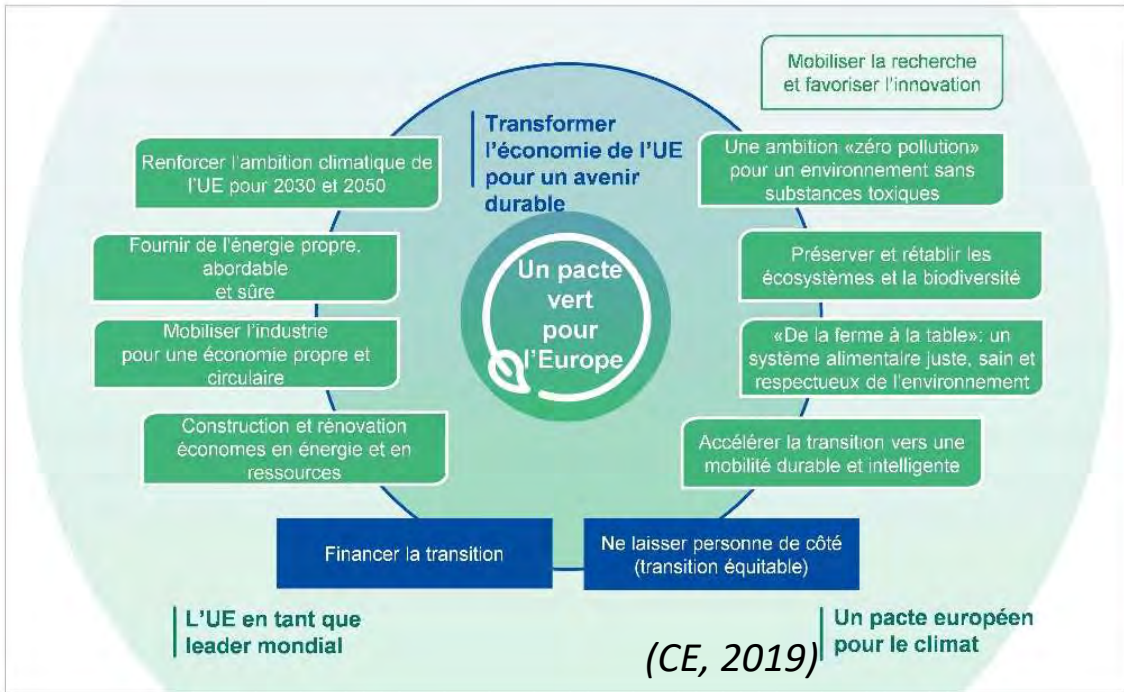 Mobiliser la recherche
et favoriser l'innovation
Transformer
l'économie de l'UE
pour un avenir
durable
Renforcer l'ambition climatique de
l'UE pour 2030 et 2050
Une ambition «zéro pollution»
pour un environnement sans
substances toxiques
Fournir de l'énergie propre,
abordable
et sûre
Préserver et rétablir les
écosystèmes et la biodiversité
Un pacte
vert
pour
l'Europe
Mobiliser l'industrie
pour une économie propre et
circulaire
«De la ferme à la table»: un
système alimentaire juste, sain et
respectueux de l'environnement
Construction et rénovation
économes en énergie et en
ressources
Accélérer la transition vers une
mobilité durable et intelligente
Financer la transition
Ne laisser personne de côté
(transition équitable)
L'UE en tant que
leader mondial
Un pacte européen
pour le climat
(CE, 2019)